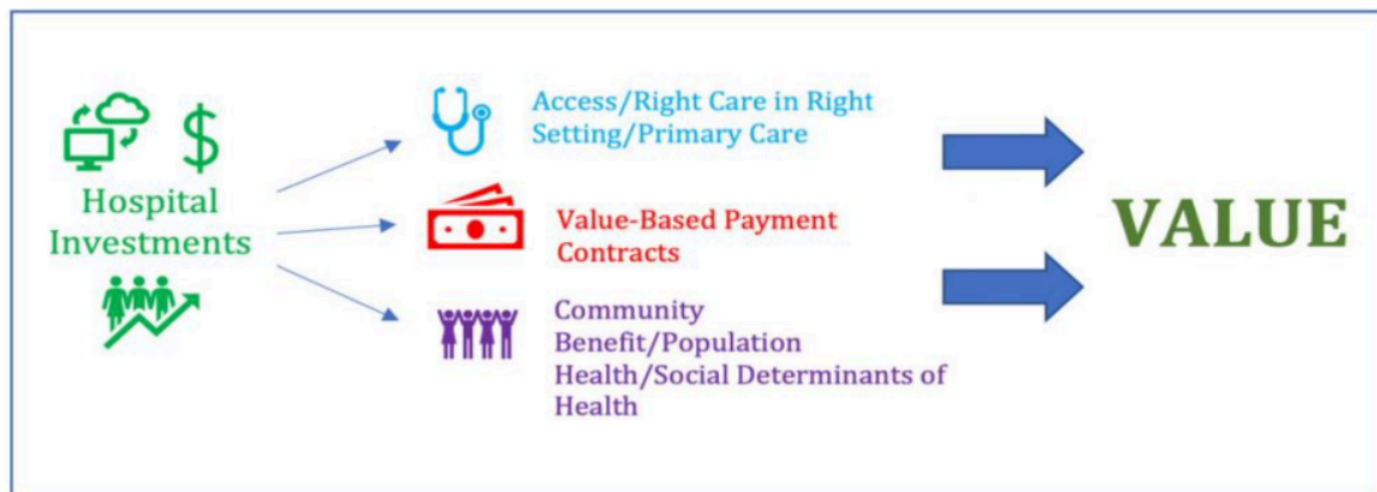 $
Hospital
Investments
Access/Right Care in Right
Setting/Primary Care
Value-Based Payment
Contracts
Community
Benefit/Population
Health/Social Determinants of
Health
VALUE